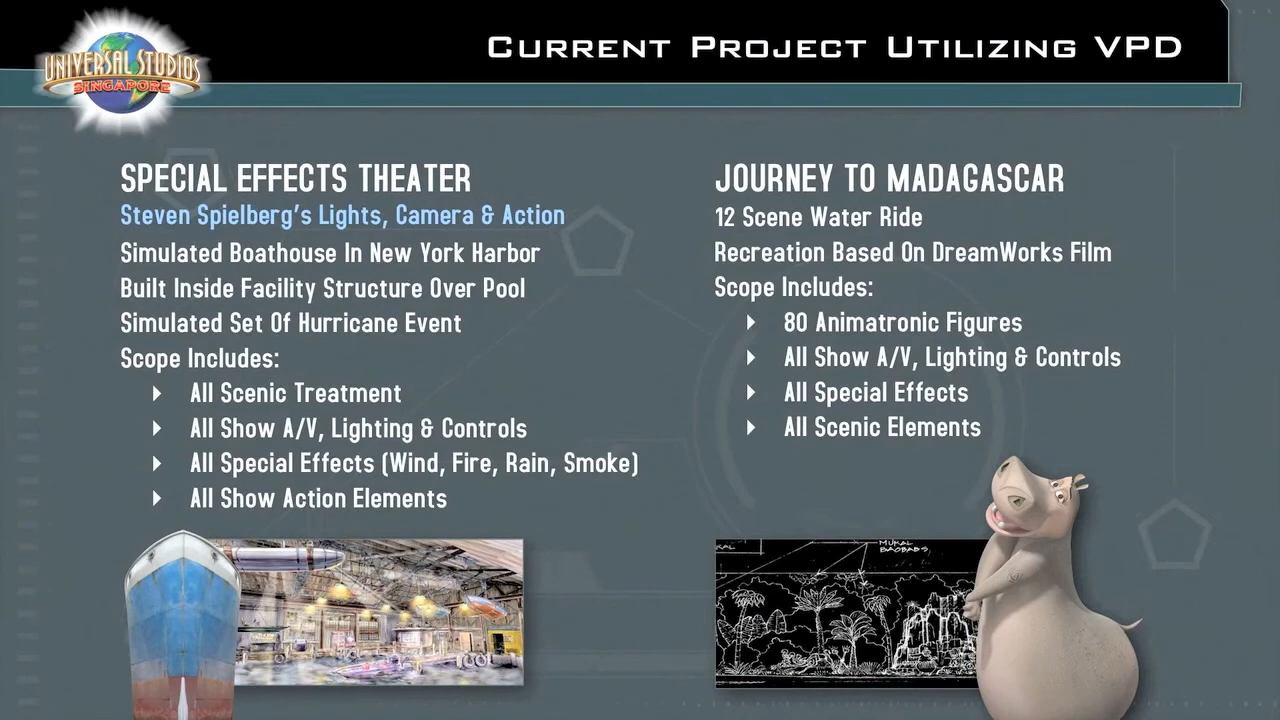 UNIVERSAL STUDIOS
SINGAPORE
CURRENT PROJECT UTILIZING VPD
SPECIAL EFFECTS THEATER
Steven Spielberg's Lights, Camera & Action
Simulated Boathouse In New York Harbor
Built Inside Facility Structure Over Pool
Simulated Set Of Hurricane Event
Scope Includes:
All Scenic Treatment
All Show A/V, Lighting & Controls
All Special Effects (Wind, Fire, Rain, Smoke)
All Show Action Elements
JOURNEY TO MADAGASCAR
12 Scene Water Ride
Recreation Based On DreamWorks Film
Scope Includes:
80 Animatronic Figures
All Show A/V, Lighting & Controls
All Special Effects
All Scenic Elements
MURAL
BAOBABS